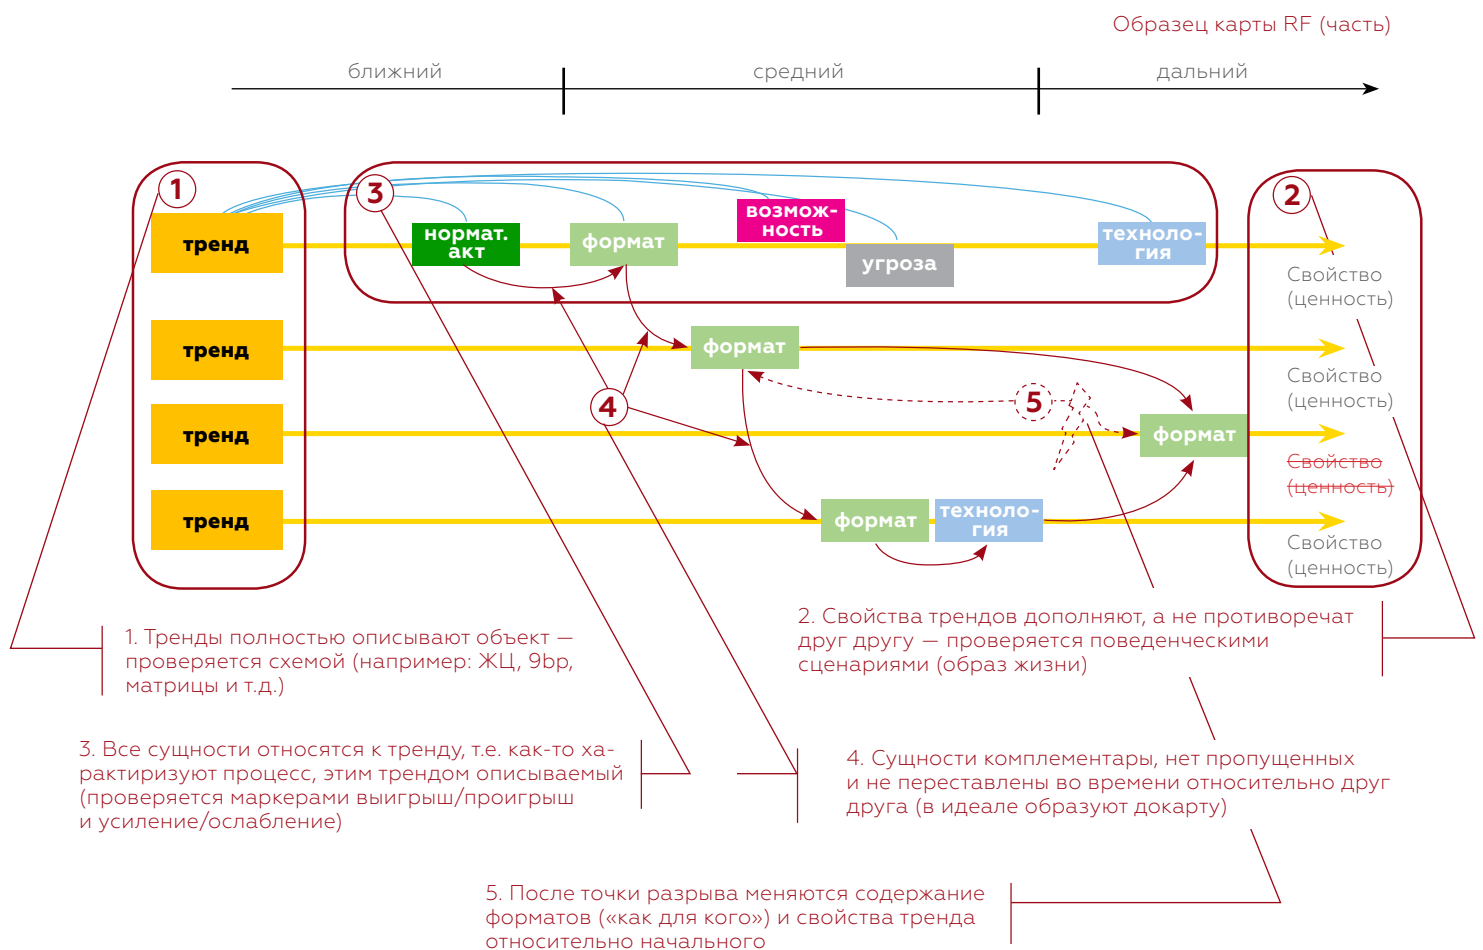 Образец карты RF (часть)
ближний
средний
дальний
1
3
2
тренд
нормат.
акт
формат
возмож-
ность
угроза
техноло-
гия
Свойство
(ценность)
тренд
формат
Свойство
(ценность)
4
5
тренд
формат
Свойство
(ценность)
тренд
формат
техноло-
гия
Свойство
(ценность)
1. Тренды полностью описывают объект —
проверяется схемой (например: ЖЦ, 9bp,
матрицы и т.д.)
2. Свойства трендов дополняют, а не противоречат
друг другу — проверяется поведенческими
сценариями (образ жизни)
3. Все сущности относятся к тренду, т.е. как-то ха-
рактиризуют процесс, этим трендом описываемый
(проверяется маркерами выигрыш/проигрыш
и усиление/ослабление)
4. Сущности комплементары, нет пропущенных
и не переставлены во времени относительно друг
друга (в идеале образуют докарту)
5. После точки разрыва меняются содержание
форматов («как для кого») и свойства тренда
относительно начального